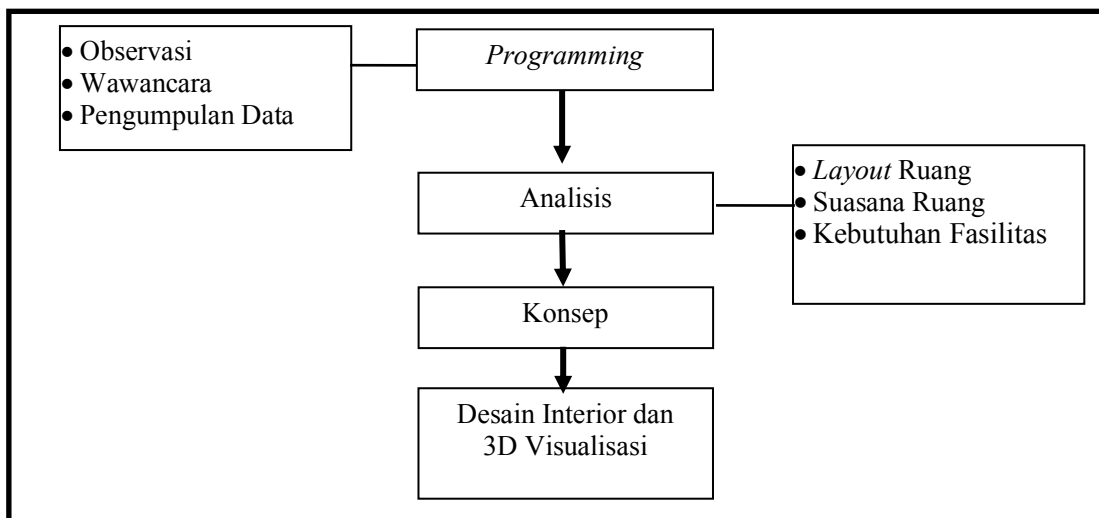 • Observasi
• Wawancara
• Pengumpulan Data
Programming
Analisis
• Layout Ruang
• Suasana Ruang
• Kebutuhan Fasilitas
Konsep
Desain Interior dan
3D Visualisasi